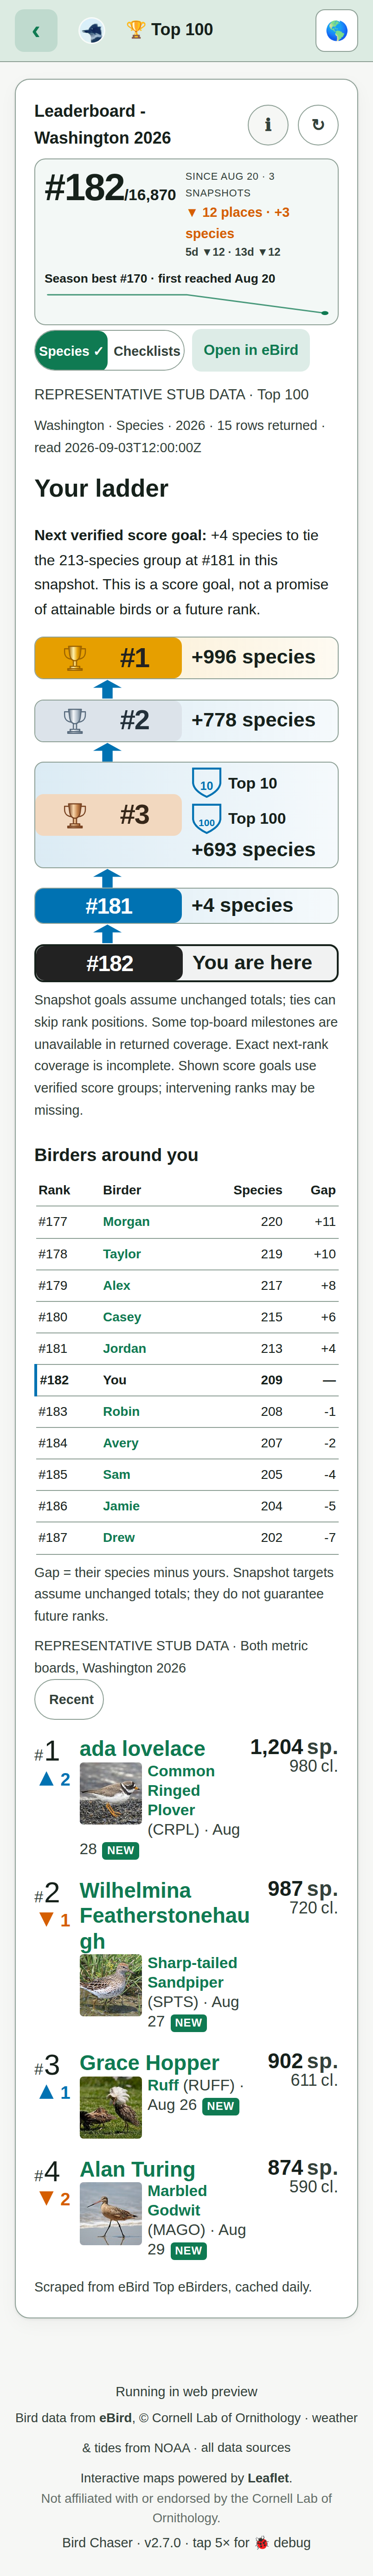 ‹ 🏆 Top 100 🌎
Leaderboard -
Washington 2026
ℹ ↻
#182/16,870
SINCE AUG 20 · 3
SNAPSHOTS
▼ 12 places · +3
species
5d ▼12 · 13d ▼12
Season best #170 · first reached Aug 20
Species ✓ Checklists Open in eBird
REPRESENTATIVE STUB DATA · Top 100
Washington · Species · 2026 · 15 rows returned ·
read 2026-09-03T12:00:00Z
Your ladder
Next verified score goal: +4 species to tie
the 213-species group at #181 in this
snapshot. This is a score goal, not a promise
of attainable birds or a future rank.
#1 +996 species
#2 +778 species
10 Top 10
#3
100 Top 100
+693 species
#181 +4 species
#182 You are here
Snapshot goals assume unchanged totals; ties can
skip rank positions. Some top-board milestones are
unavailable in returned coverage. Exact next-rank
coverage is incomplete. Shown score goals use
verified score groups; intervening ranks may be
missing.
Birders around you
Rank Birder Species Gap
#177 Morgan 220 +11
#178 Taylor 219 +10
#179 Alex 217 +8
#180 Casey 215 +6
#181 Jordan 213 +4
#182 You 209 —
#183 Robin 208 -1
#184 Avery 207 -2
#185 Sam 205 -4
#186 Jamie 204 -5
#187 Drew 202 -7
Gap = their species minus yours. Snapshot targets
assume unchanged totals; they do not guarantee
future ranks.
REPRESENTATIVE STUB DATA · Both metric
boards, Washington 2026
Recent
#1 ada lovelace 1,204 sp.
▲ 2 980 cl.
Common
Ringed
Plover
(CRPL) · Aug
28 NEW
#2 Wilhelmina 987 sp.
▼ 1 Featherstonehau 720 cl.
gh
Sharp-tailed
Sandpiper
(SPTS) · Aug
27 NEW
#3 Grace Hopper 902 sp.
▲ 1 611 cl.
Ruff (RUFF) ·
Aug 26 NEW
#4 Alan Turing 874 sp.
▼ 2 590 cl.
Marbled
Godwit
(MAGO) · Aug
29 NEW
Scraped from eBird Top eBirders, cached daily.
Running in web preview
Bird data from eBird, © Cornell Lab of Ornithology · weather
& tides from NOAA · all data sources
Interactive maps powered by Leaflet.
Not affiliated with or endorsed by the Cornell Lab of
Ornithology.
Bird Chaser · v2.7.0 · tap 5× for 🐞 debug